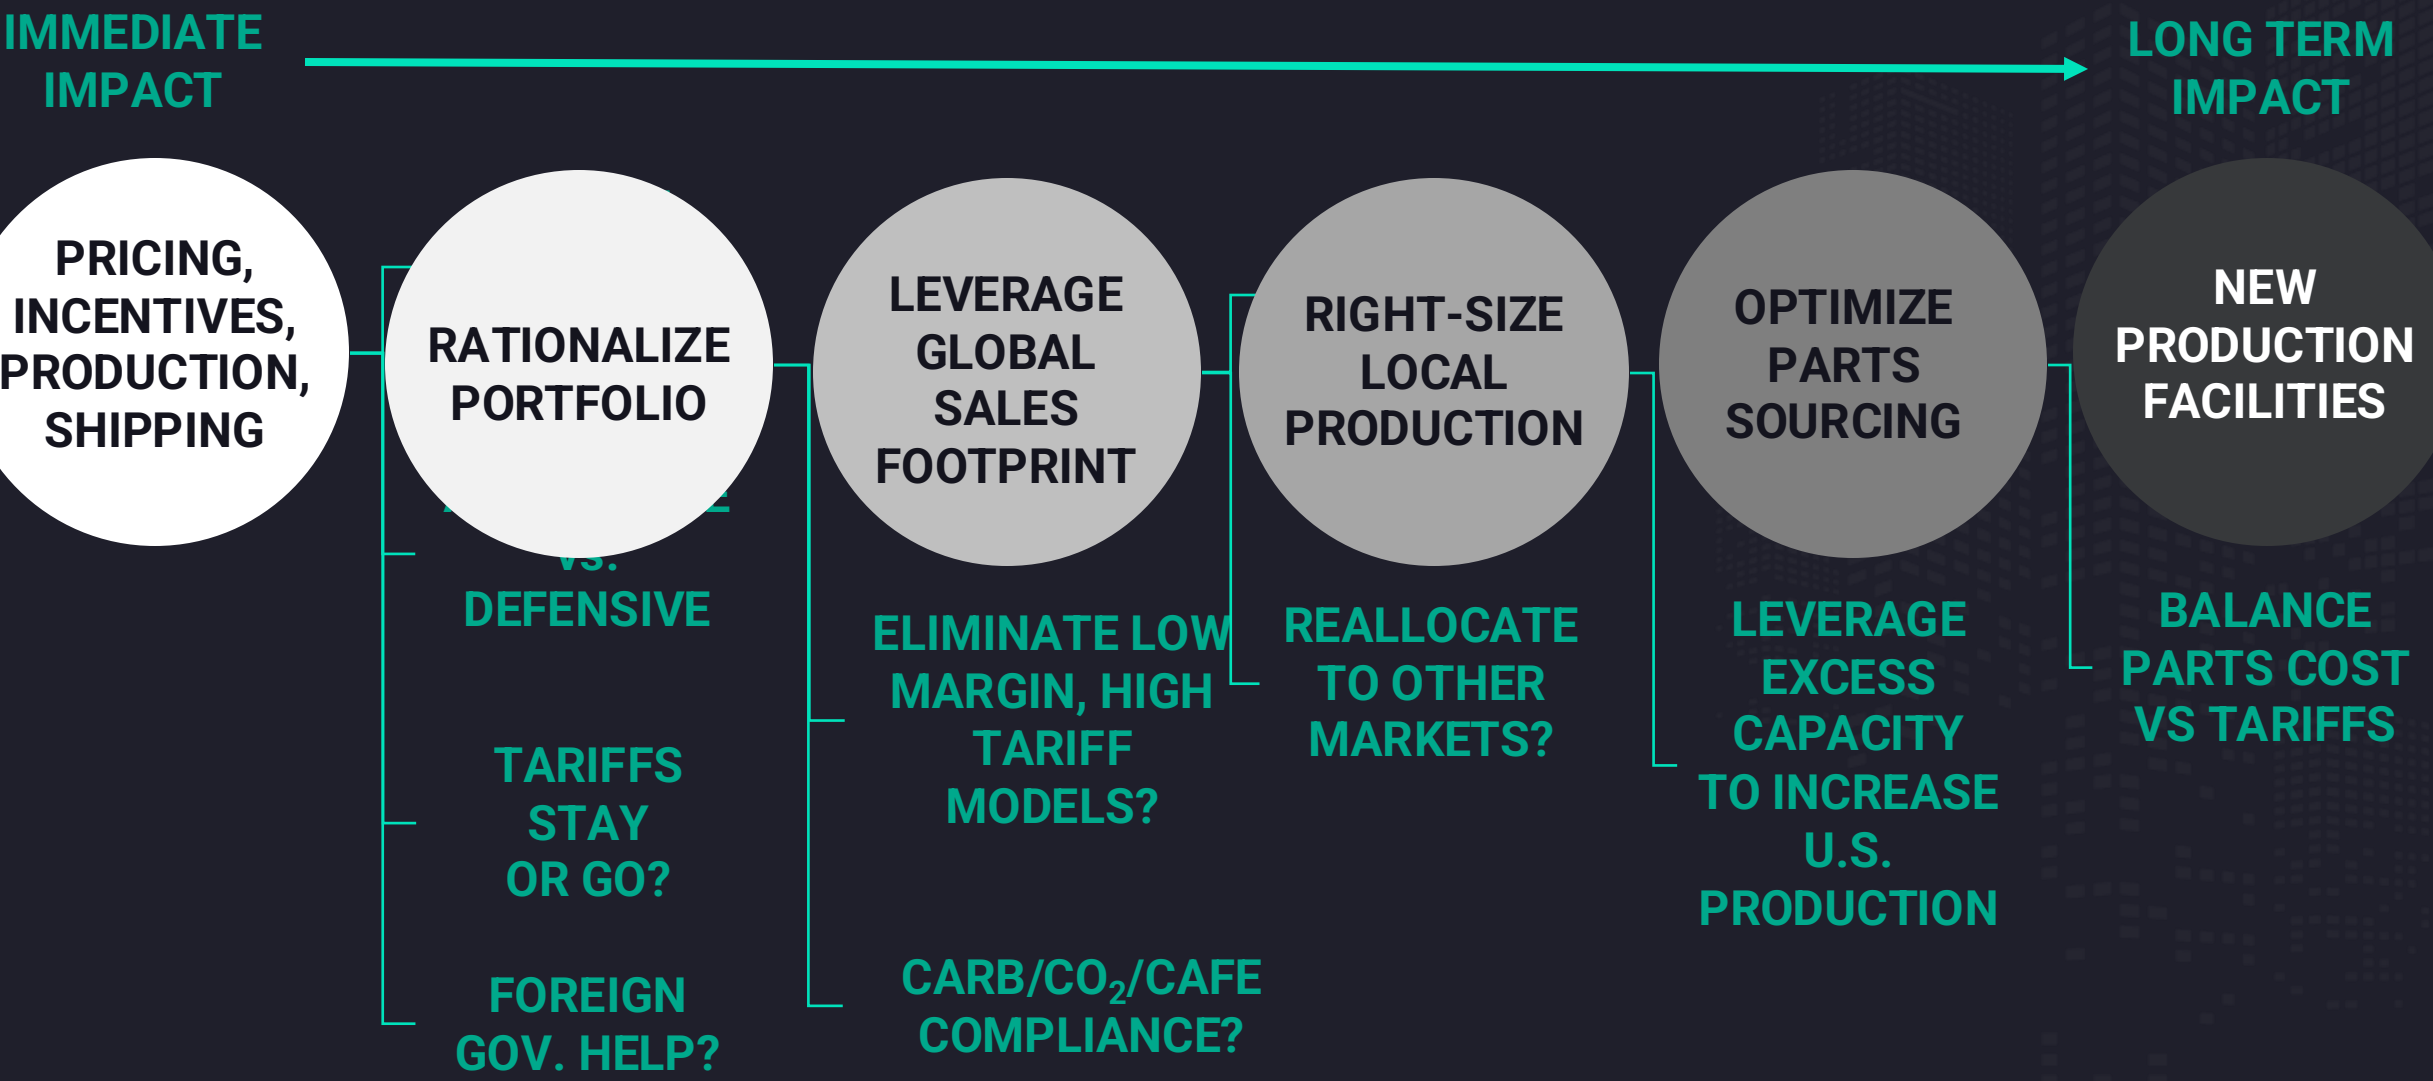 IMMEDIATE
IMPACT
LONG TERM
IMPACT
PRICING,
INCENTIVES,
PRODUCTION,
SHIPPING
RATIONALIZE
PORTFOLIO
LEVERAGE
GLOBAL
SALES
FOOTPRINT
RIGHT-SIZE
LOCAL
PRODUCTION
OPTIMIZE
PARTS
SOURCING
NEW
PRODUCTION
FACILITIES
vs.
DEFENSIVE
TARIFFS
STAY
OR GO?
FOREIGN
GOV. HELP?
ELIMINATE LOW
MARGIN, HIGH
TARIFF
MODELS?
CARB/CO₂/CAFE
COMPLIANCE?
REALLOCATE
TO OTHER
MARKETS?
LEVERAGE
EXCESS
CAPACITY
TO INCREASE
U.S.
PRODUCTION
BALANCE
PARTS COST
VS TARIFFS